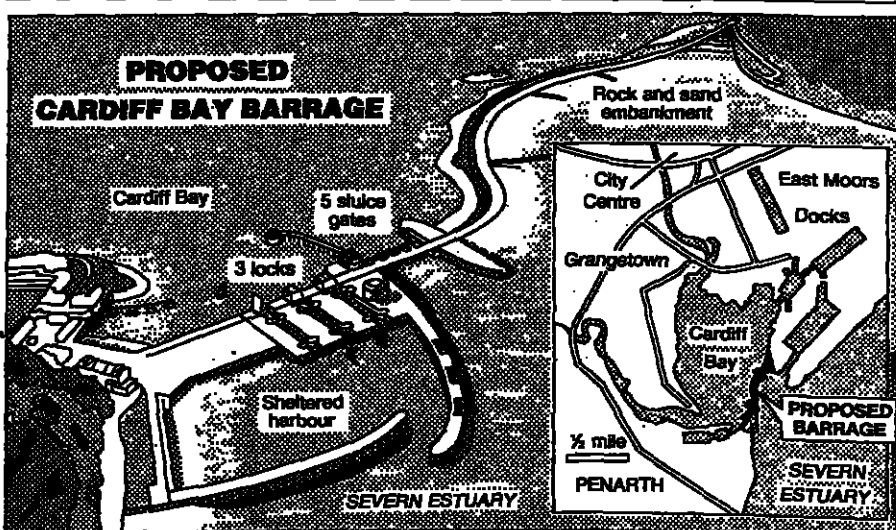 PROPOSED
CARDIFF BAY BARRAGE
Rock and sand
embankment
Cardiff Bay
5 sluice
gates
3 locks
Sheltered
harbour
SEVERN ESTUARY
City
Centre
East Moors
Docks
Grangetown
Cardiff
Bay
PROPOSED
BARRAGE
½ mile
PENARTH
SEVERN
ESTUARY